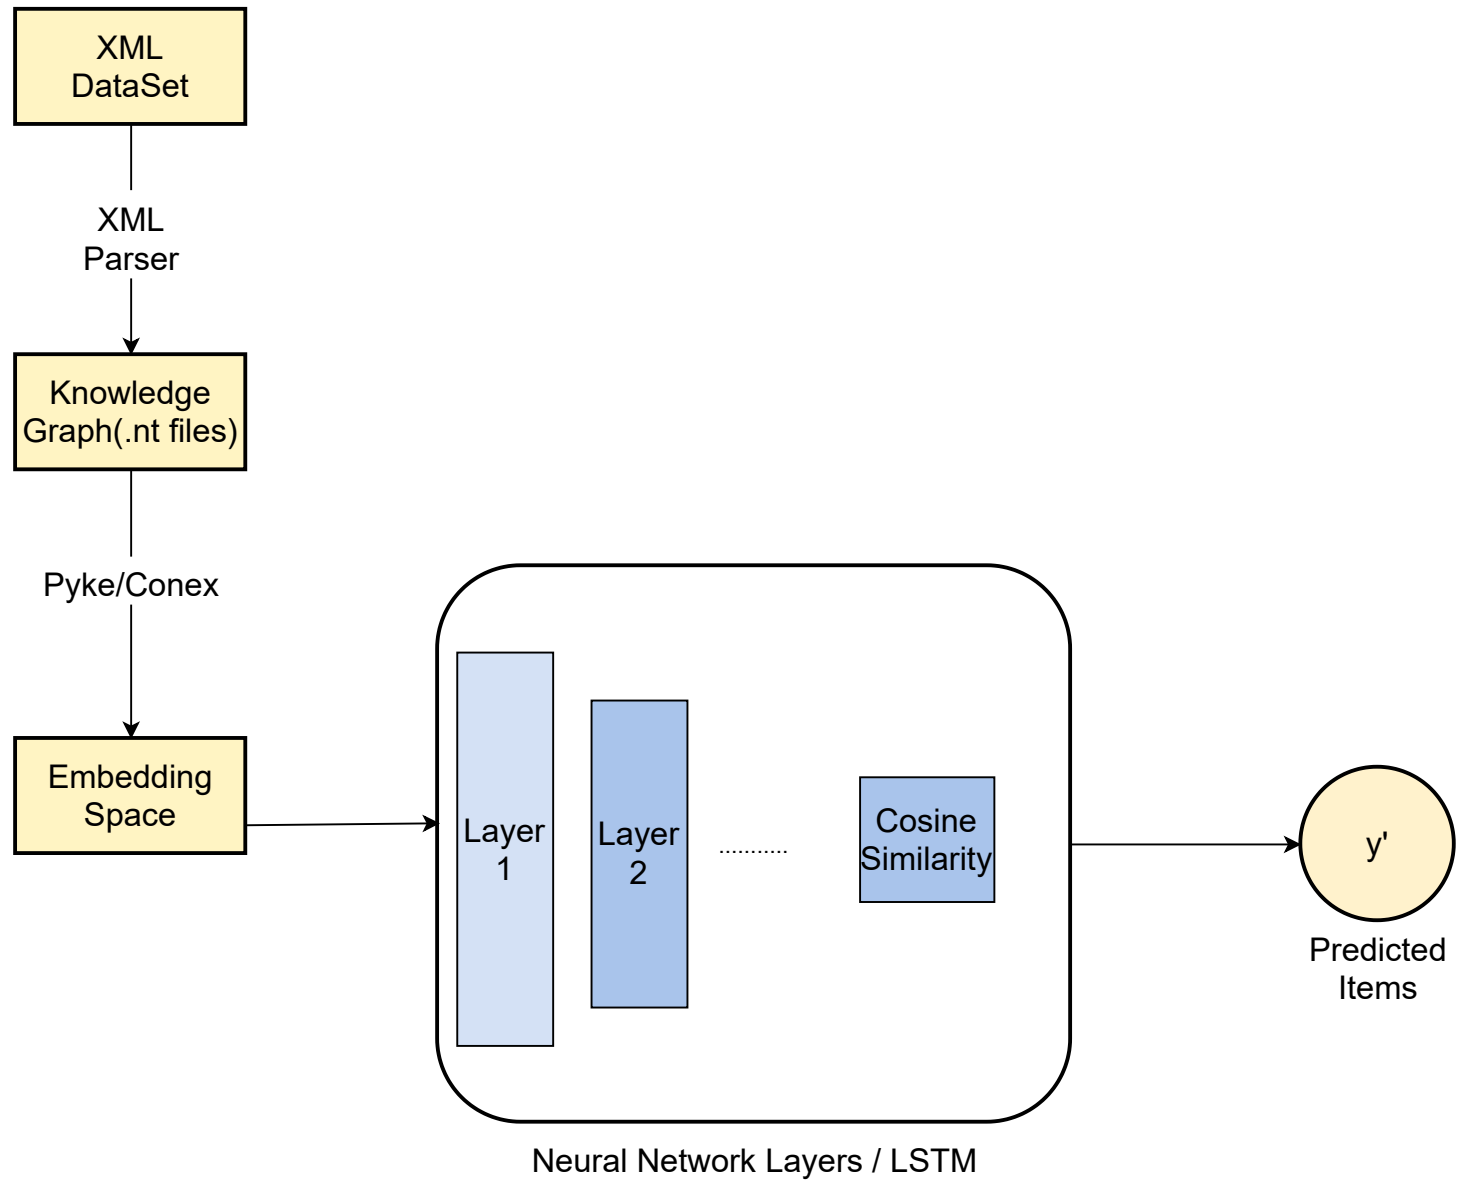 XML
DataSet
XML
Parser
Knowledge
Graph(.nt files)
Pyke/Conex
Embedding
Space
Layer
1
Layer
2
...........
Cosine
Similarity
y'
Predicted
Items
Neural Network Layers / LSTM